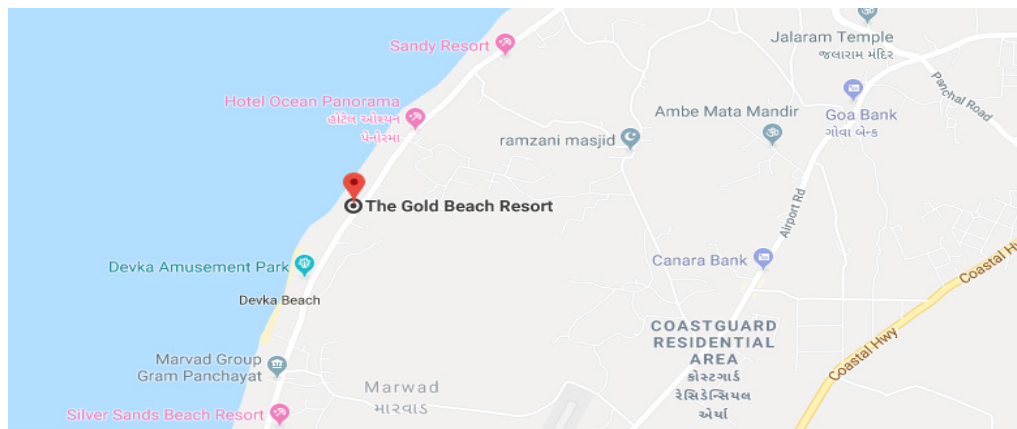 Jalaram Temple
જલારામ મંદિર
Sandy Resort
Panchal Road
Hotel Ocean Panorama
હોટેલ ઓશ્યન
પેનોરમા
Ambe Mata Mandir
Goa Bank
ગોવા બેન્ક
ramzani masjid
The Gold Beach Resort
Airport Rd
Canara Bank
Coastal Hwy
Devka Amusement Park
Devka Beach
COASTGUARD
RESIDENTIAL
AREA
કોસ્ટગાર્ડ
રેસિડેન્સિયલ
એર્યા
Coastal Hwy
Marvad Group
Gram Panchayat
Marwad
મારવાડ
Silver Sands Beach Resort